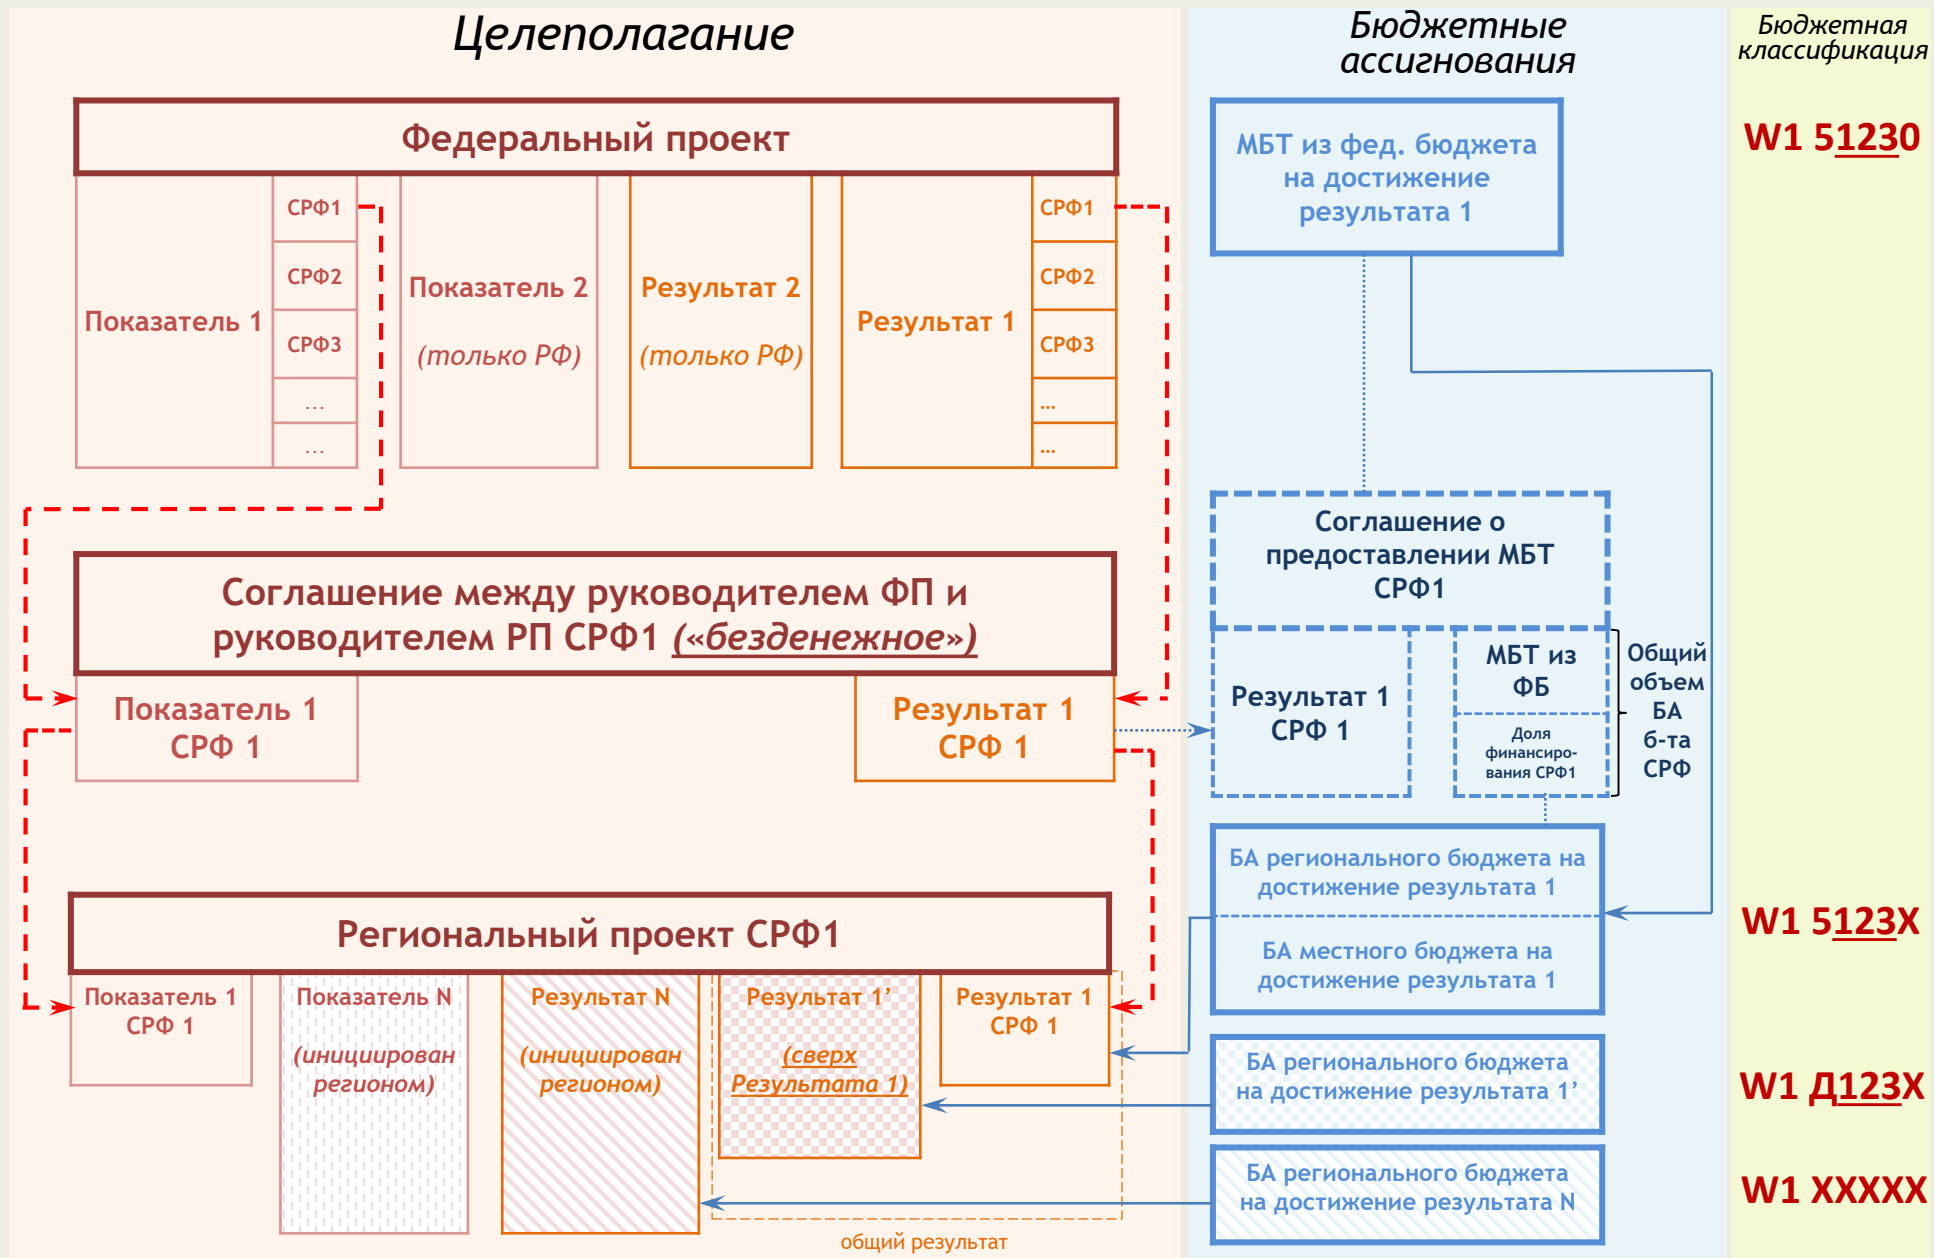 Целеполагание
Бюджетные
ассигнования
Бюджетная
классификация
Федеральный проект
Показатель 1
СРФ1
СРФ2
СРФ3
...
...
Показатель 2
(только РФ)
Результат 2
(только РФ)
Результат 1
СРФ1
СРФ2
СРФ3
...
...
МБТ из фед. бюджета
на достижение
результата 1
W1 51230
Соглашение между руководителем ФП и
руководителем РП СРФ1 («безденежное»)
Показатель 1
СРФ 1
Результат 1
СРФ 1
Соглашение о
предоставлении МБТ
СРФ1
Результат 1
СРФ 1
МБТ из
ФБ
Доля
финансиро-
вания СРФ1
Общий
объем
БА
б-та
СРФ
Региональный проект СРФ1
Показатель 1
СРФ 1
Показатель N
(инициирован
регионом)
Результат N
(инициирован
регионом)
Результат 1’
(сверх
Результата 1)
Результат 1
СРФ 1
общий результат
БА регионального бюджета на
достижение результата 1
БА местного бюджета на
достижение результата 1
W1 5123X
БА регионального бюджета
на достижение результата 1’
W1 Д123X
БА регионального бюджета
на достижение результата N
W1 XXXXX